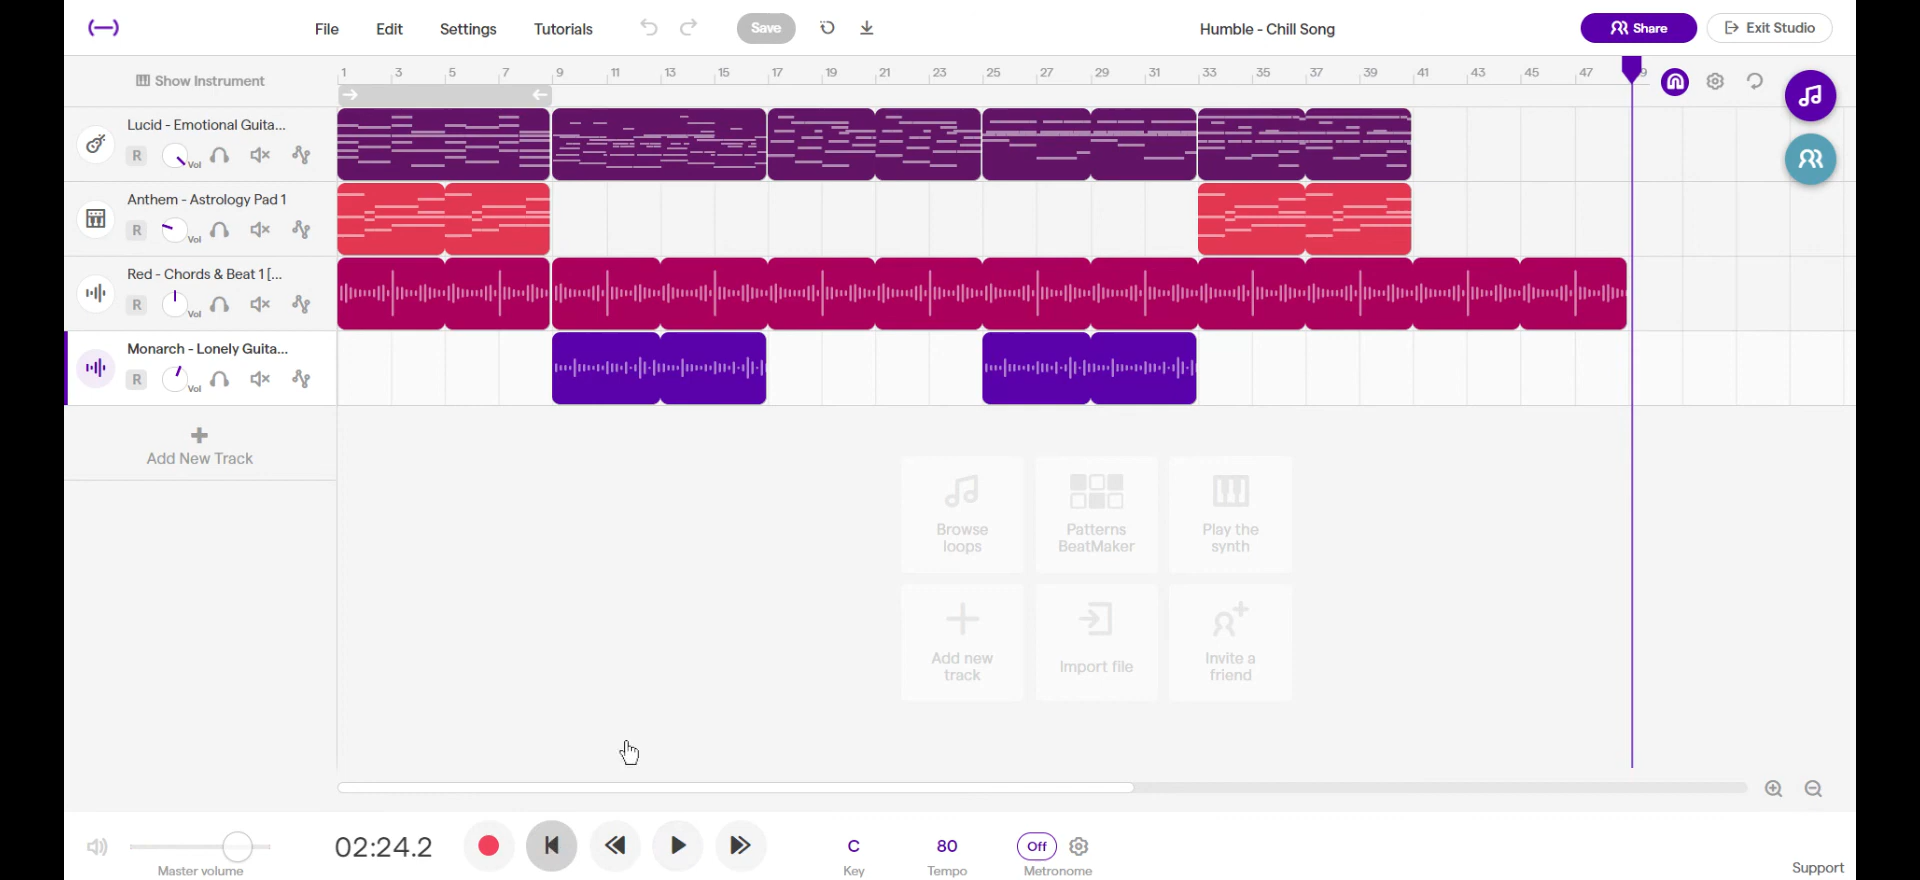 File Edit Settings Tutorials Save Humble - Chill Song Share Exit Studio
Show Instrument
1 3 5 7 9 11 13 15 17 19 21 23 25 27 29 31 33 35 37 39 41 43 45 47 9
Lucid - Emotional Guita...
R Vol
Anthem - Astrology Pad 1
R Vol
Red - Chords & Beat 1 [...
R Vol
Monarch - Lonely Guita...
R Vol
Add New Track
Browse
loops
Patterns
BeatMaker
Play the
synth
Add new
track
Import file
Invite a
friend
02:24.2
Master volume
C
Key
80
Tempo
Off
Metronome
Support